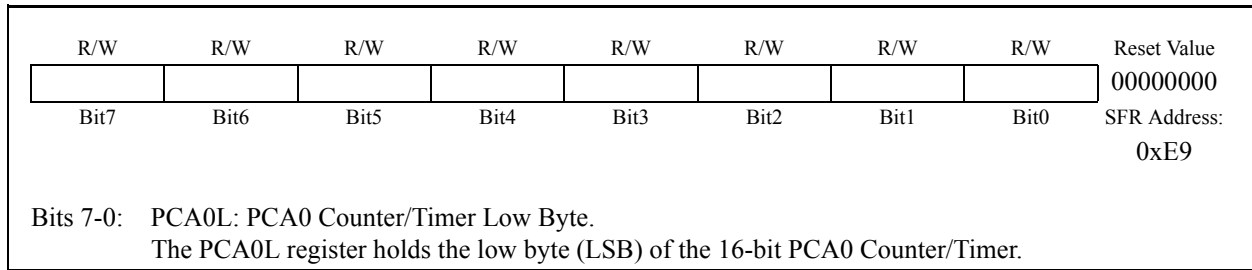 R/W R/W R/W R/W R/W R/W R/W R/W Reset Value
00000000
Bit7 Bit6 Bit5 Bit4 Bit3 Bit2 Bit1 Bit0 SFR Address:
0xE9
Bits 7-0: PCA0L: PCA0 Counter/Timer Low Byte.
The PCA0L register holds the low byte (LSB) of the 16-bit PCA0 Counter/Timer.